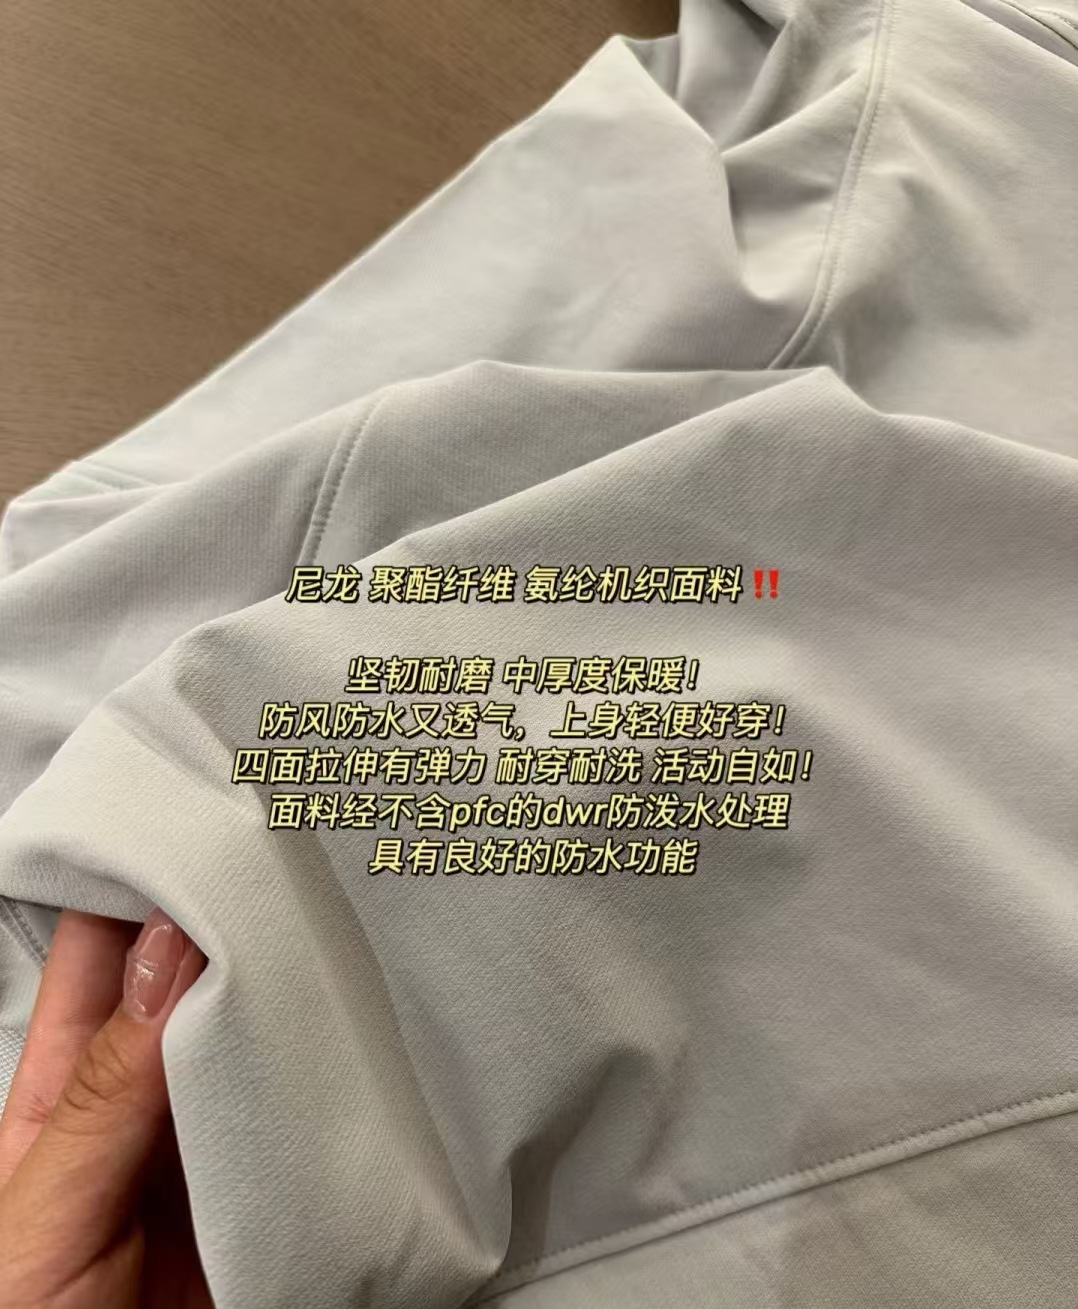 尼龙 聚酯纤维 氨纶机织面料‼️
坚韧耐磨 中厚度保暖！
防风防水又透气，上身轻便好穿！
四面拉伸有弹力 耐穿耐洗 活动自如！
面料经不含pfc的dwr防泼水处理
具有良好的防水功能